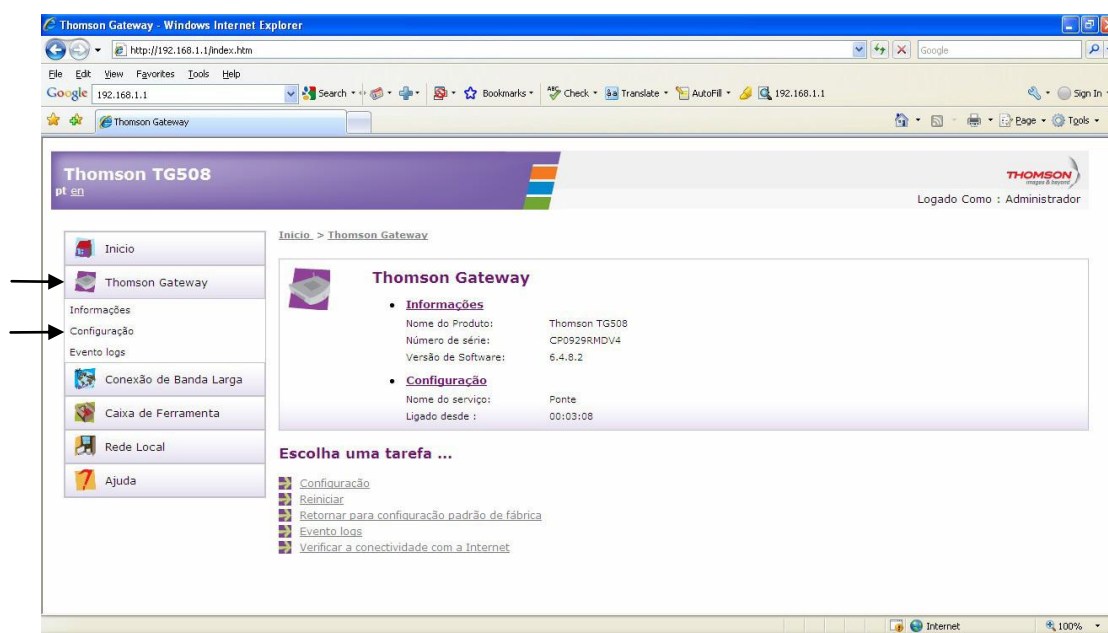 Thomson Gateway - Windows Internet Explorer
http://192.168.1.1/index.htm
Google
File Edit View Favorites Tools Help
Google 192.168.1.1 Search Bookmarks Check Translate AutoFill 192.168.1.1 Sign In
Thomson Gateway Page Tools
Thomson TG508
pt en
THOMSON
images & beyond
Logado Como : Administrador
Inicio
Thomson Gateway
Informações
Configuração
Evento logs
Conexão de Banda Larga
Caixa de Ferramenta
Rede Local
Ajuda
Inicio > Thomson Gateway
Thomson Gateway
Informações
Nome do Produto: Thomson TG508
Número de série: CP0929RMDV4
Versão de Software: 6.4.8.2
Configuração
Nome do serviço: Ponte
Ligado desde : 00:03:08
Escolha uma tarefa ...
Configuração
Reiniciar
Retornar para configuração padrão de fábrica
Evento logs
Verificar a conectividade com a Internet
Internet 100%